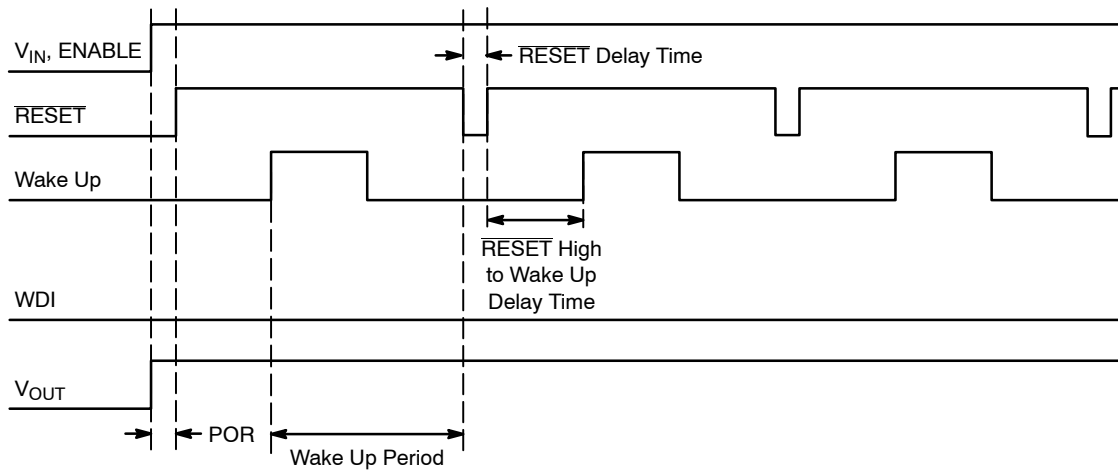 V_IN, ENABLE
RESET Delay Time
RESET
Wake Up
RESET High
to Wake Up
Delay Time
WDI
V_OUT
POR
Wake Up Period